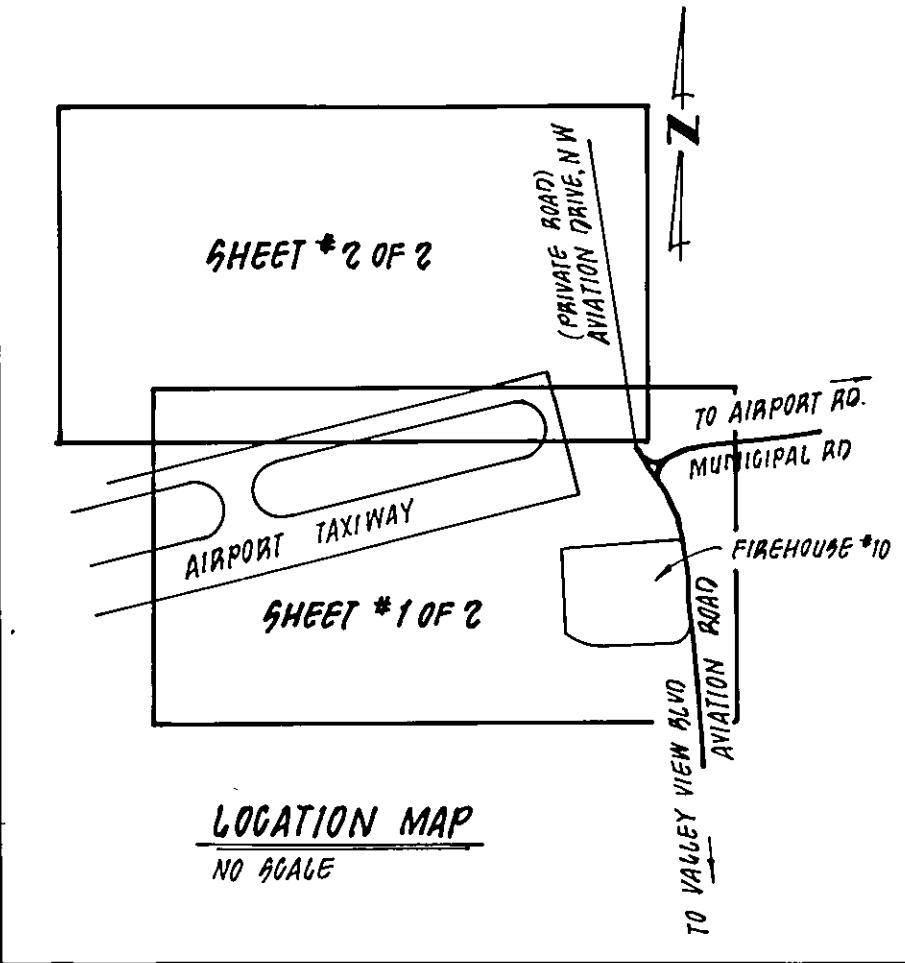 N
SHEET #2 OF 2
(PRIVATE ROAD)
AVIATION DRIVE, NW
TO AIRPORT RD.
MUNICIPAL RD
AIRPORT TAXIWAY
FIREHOUSE #10
SHEET #1 OF 2
TO VALLEY VIEW BLVD
AVIATION ROAD
LOCATION MAP
NO SCALE